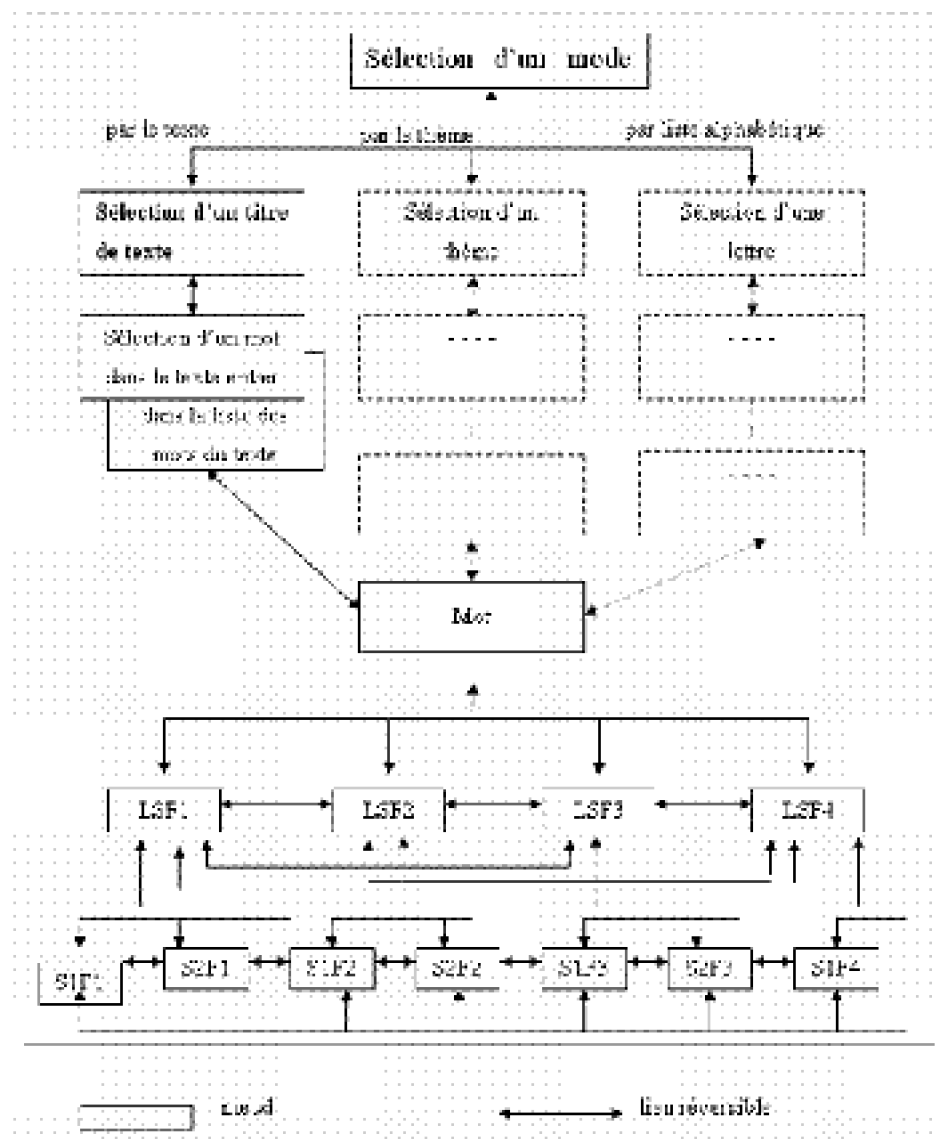 Sélection d'un mode
par le texte
par le thème
par liste alphabétique
Sélection d'un titre
de texte
Sélection d'un
thème
Sélection d'une
lettre
Sélection d'un mot
dans le texte entier
dans la liste des
mots du texte
- - - -
- - - -
- - - -
Mot
LSF1
LSF2
LSF3
LSF4
S1F1
S2F1
S1F2
S2F2
S1F3
S2F3
S1F4
nœud
lien réversible